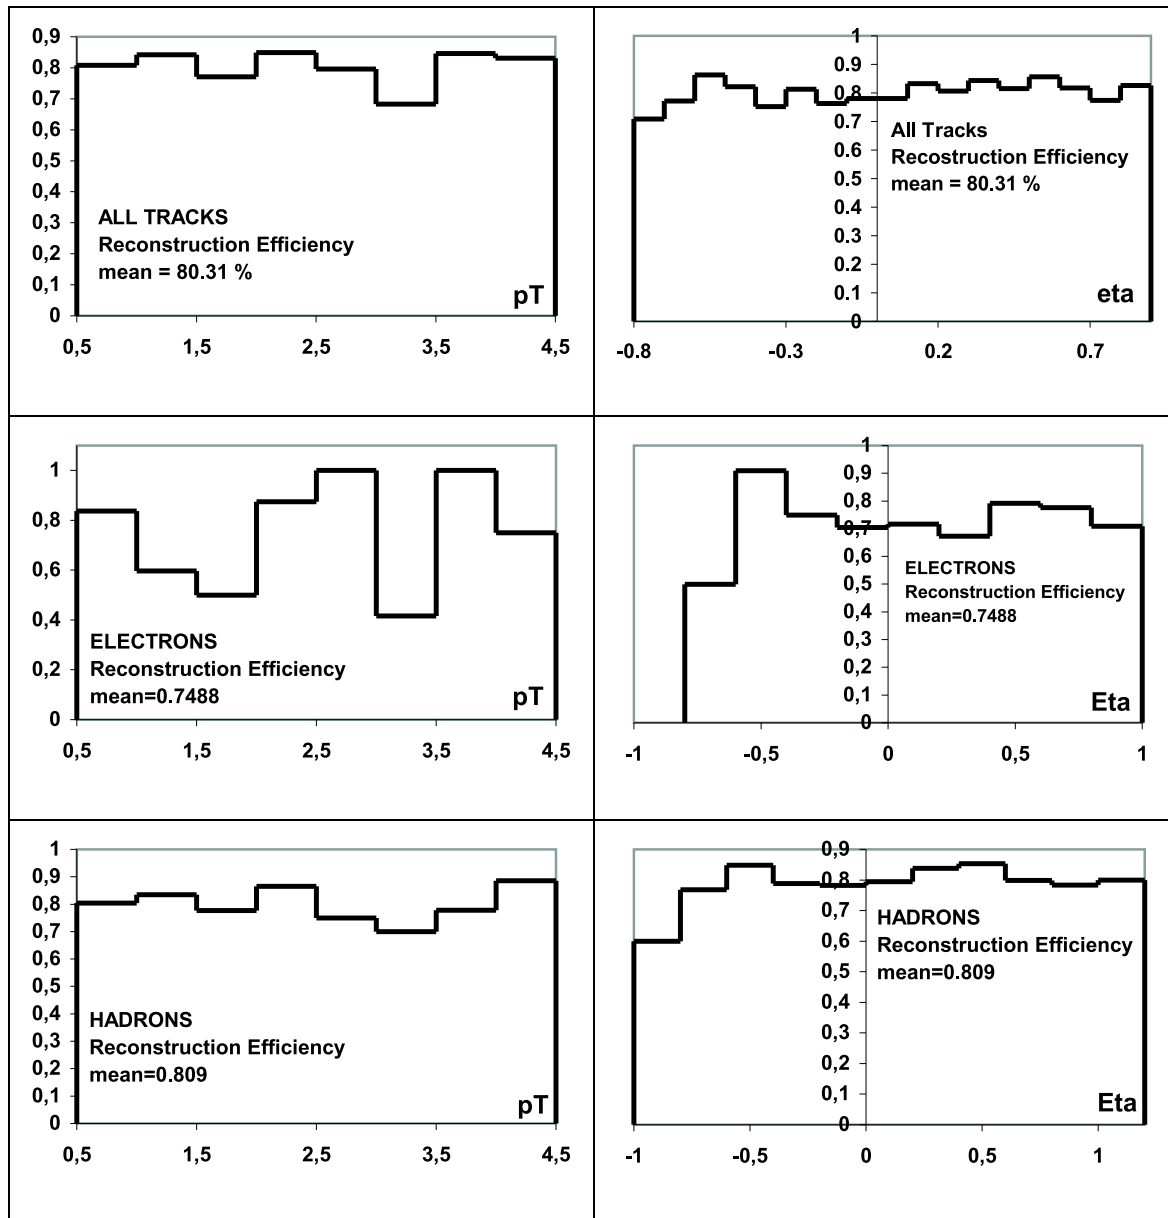 0,9
0,8
0,7
0,6
0,5
0,4
0,3
0,2
0,1
0
ALL TRACKS
Reconstruction Efficiency
mean = 80.31 %
pT
0,5 1,5 2,5 3,5 4,5
1
0.9
0.8
0.7
0.6
0.5
0.4
0.3
0.2
0.1
0
All Tracks
Recostruction Efficiency
mean = 80.31 %
eta
-0.8 -0.3 0.2 0.7
1
0,8
0,6
0,4
0,2
0
ELECTRONS
Reconstruction Efficiency
mean=0.7488
pT
0,5 1,5 2,5 3,5 4,5
1
0,9
0,8
0,7
0,6
0,5
0,4
0,3
0,2
0,1
0
ELECTRONS
Reconstruction Efficiency
mean=0.7488
Eta
-1 -0,5 0 0,5 1
1
0,9
0,8
0,7
0,6
0,5
0,4
0,3
0,2
0,1
0
HADRONS
Reconstruction Efficiency
mean=0.809
pT
0,5 1,5 2,5 3,5 4,5
0,9
0,8
0,7
0,6
0,5
0,4
0,3
0,2
0,1
0
HADRONS
Reconstruction Efficiency
mean=0.809
Eta
-1 -0,5 0 0,5 1